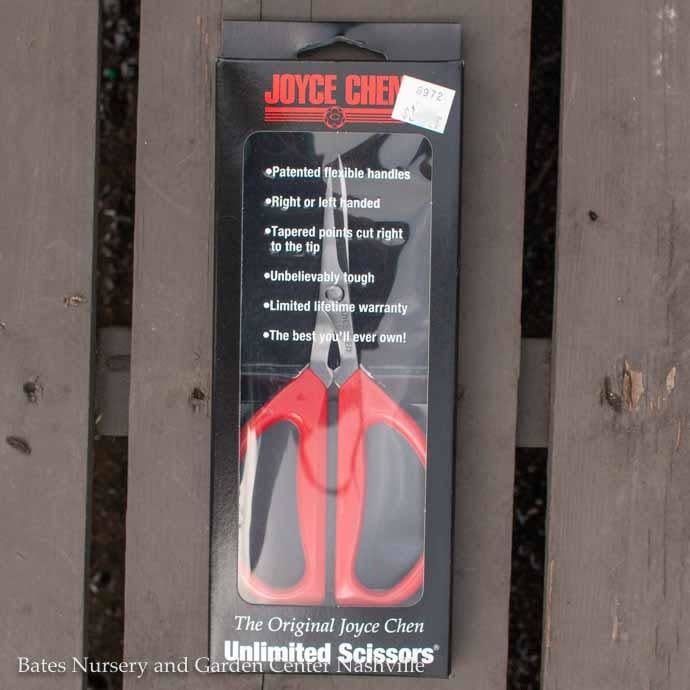 JOYCE CHEN
8972
•Patented flexible handles
•Right or left handed
•Tapered points cut right
to the tip
•Unbelievably tough
•Limited lifetime warranty
•The best you'll ever own!
The Original Joyce Chen
Unlimited Scissors®
Bates Nursery and Garden Center Nashville